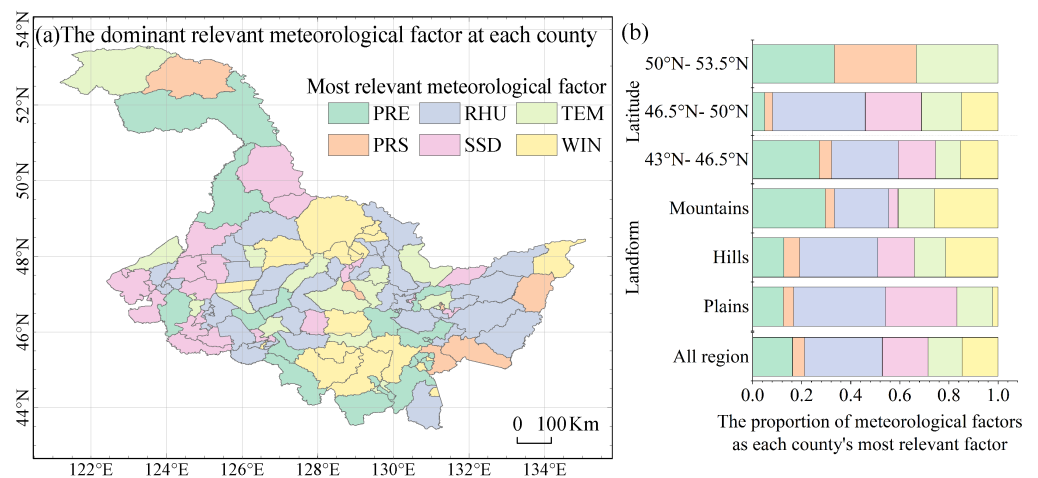 (a)The dominant relevant meteorological factor at each county
Most relevant meteorological factor
PRE RHU TEM
PRS SSD WIN
54°N
52°N
50°N
48°N
46°N
44°N
0 100 Km
122°E 124°E 126°E 128°E 130°E 132°E 134°E
(b)
Latitude
50°N- 53.5°N
46.5°N- 50°N
43°N- 46.5°N
Landform
Mountains
Hills
Plains
All region
0.0 0.2 0.4 0.6 0.8 1.0
The proportion of meteorological factors
as each county's most relevant factor